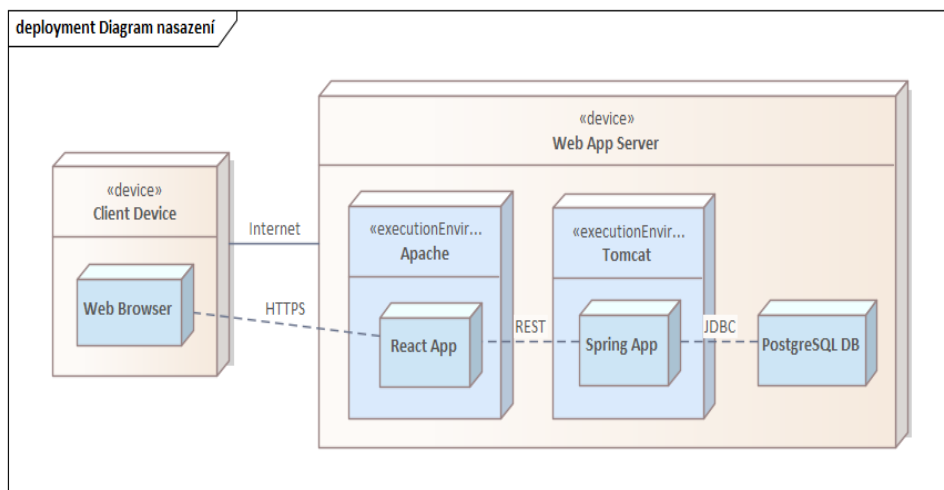 deployment Diagram nasazení
«device»
Web App Server
«device»
Client Device
Internet
«executionEnvir...
Apache
«executionEnvir...
Tomcat
Web Browser
HTTPS
React App
REST
Spring App
JDBC
PostgreSQL DB